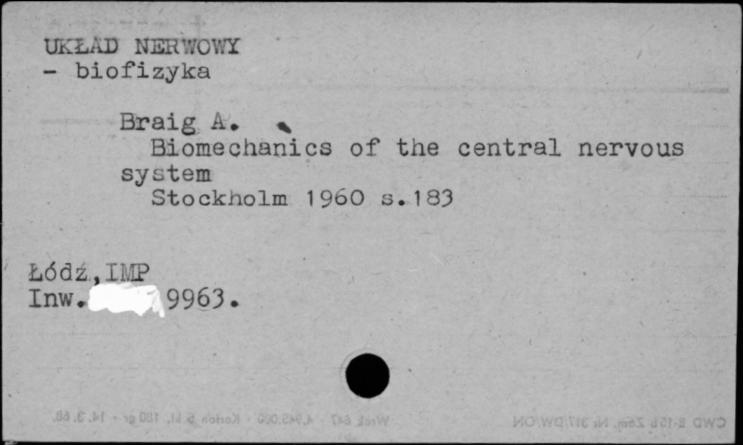 UKŁAD NERWOWY
- biofizyka
Braig A.
Biomechanics of the central nervous
system
Stockholm 1960 s.183
Łódź,IMP
Inw. 9963.